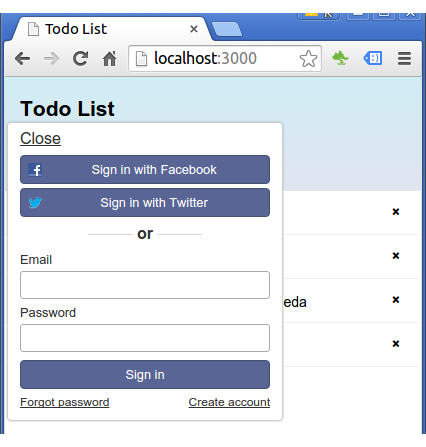 Todo List
localhost:3000
Todo List
Close
Sign in with Facebook
Sign in with Twitter
or
Email
eda
Password
Sign in
Forgot password Create account